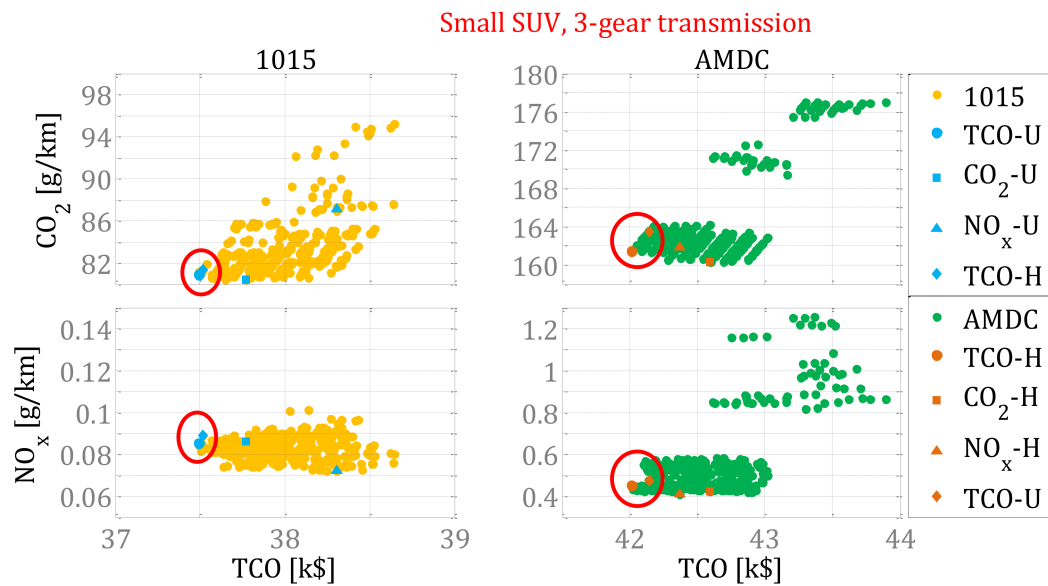 Small SUV, 3-gear transmission
1015
AMDC
98
94
90
86
82
CO2 [g/km]
180
176
172
168
164
160
1015
TCO-U
CO2-U
NOx-U
TCO-H
0.14
0.12
0.1
0.08
0.06
NOx [g/km]
1.2
1
0.8
0.6
0.4
AMDC
TCO-H
CO2-H
NOx-H
TCO-U
37
38
39
TCO [k$]
42
43
44
TCO [k$]